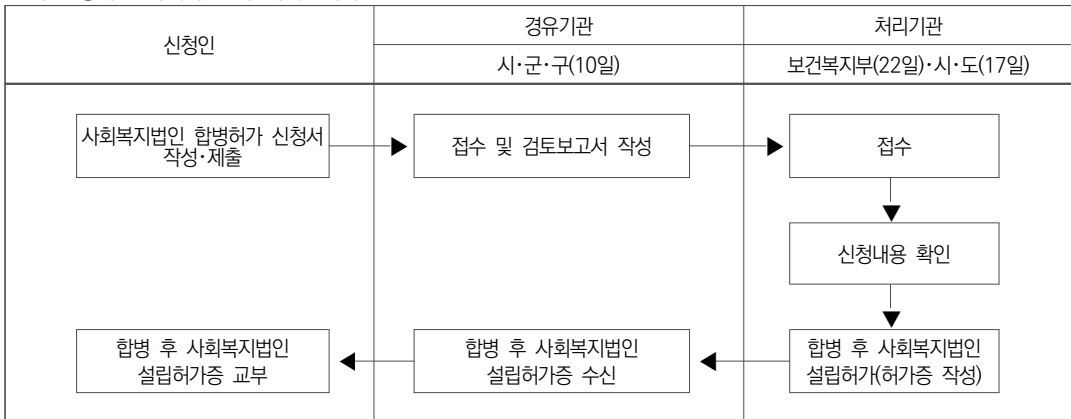 신청인
경유기관
처리기관
시·군·구(10일)
보건복지부(22일)·시·도(17일)
사회복지법인 합병허가 신청서
작성·제출
접수 및 검토보고서 작성
접수
신청내용 확인
합병 후 사회복지법인
설립허가증 교부
합병 후 사회복지법인
설립허가증 수신
합병 후 사회복지법인
설립허가(허가증 작성)